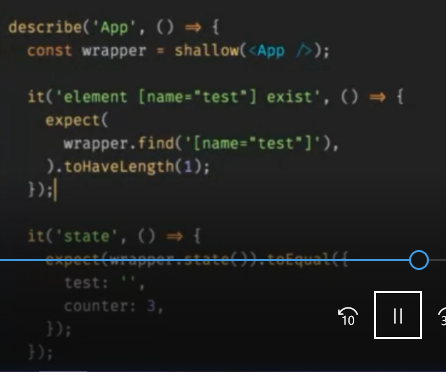 describe('App', () => {
  const wrapper = shallow(<App />);

  it('element [name="test"] exist', () => {
    expect(
      wrapper.find('[name="test"]'),
    ).toHaveLength(1);
  });

  it('state', () => {
    expect(wrapper.state()).toEqual({
      test: '',
      counter: 3,
    });
  });
10